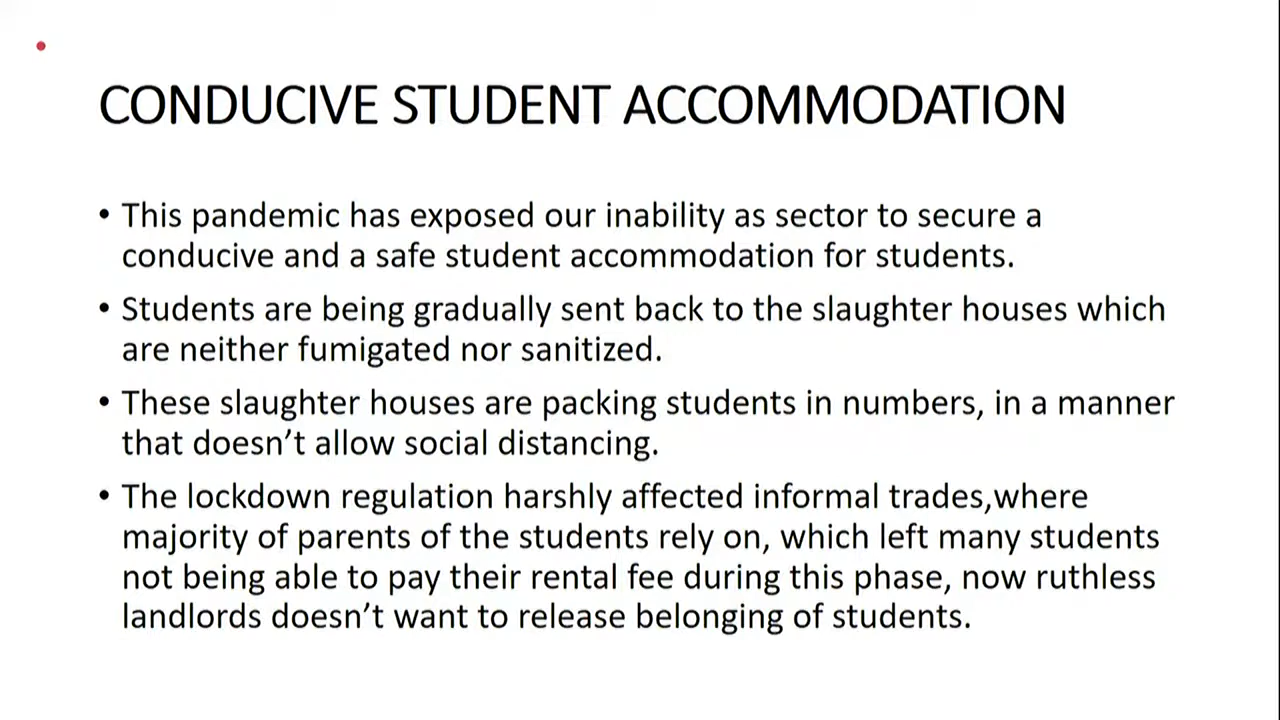 CONDUCIVE STUDENT ACCOMMODATION
• This pandemic has exposed our inability as sector to secure a
conducive and a safe student accommodation for students.
• Students are being gradually sent back to the slaughter houses which
are neither fumigated nor sanitized.
• These slaughter houses are packing students in numbers, in a manner
that doesn’t allow social distancing.
• The lockdown regulation harshly affected informal trades,where
majority of parents of the students rely on, which left many students
not being able to pay their rental fee during this phase, now ruthless
landlords doesn’t want to release belonging of students.